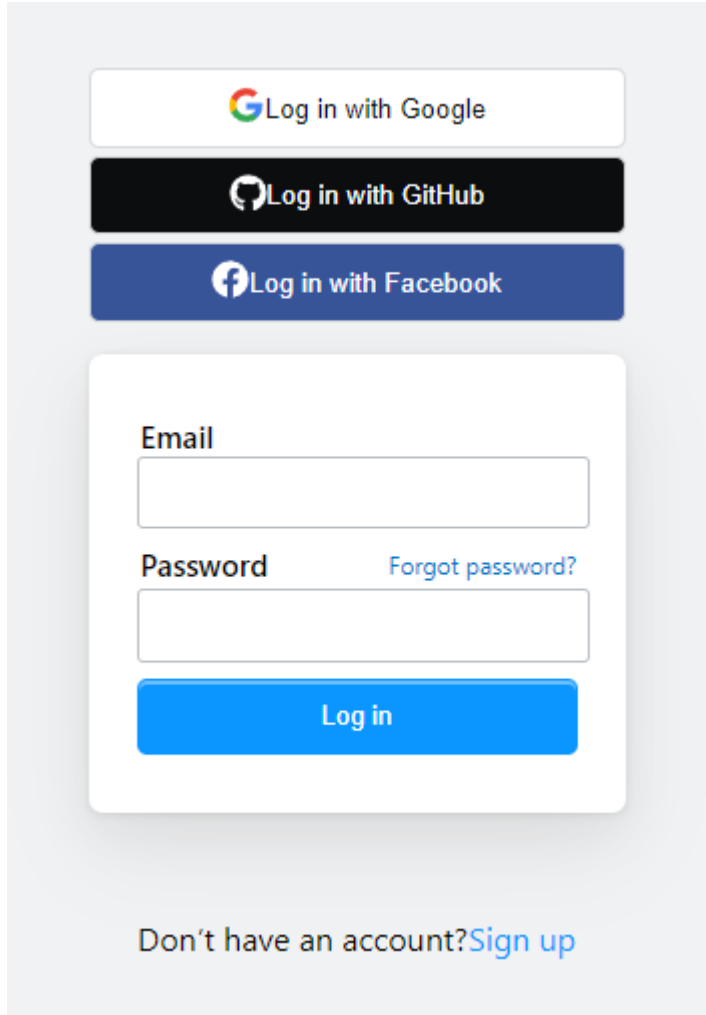 Log in with Google
Log in with GitHub
Log in with Facebook
Email
Password Forgot password?
Log in
Don't have an account?Sign up